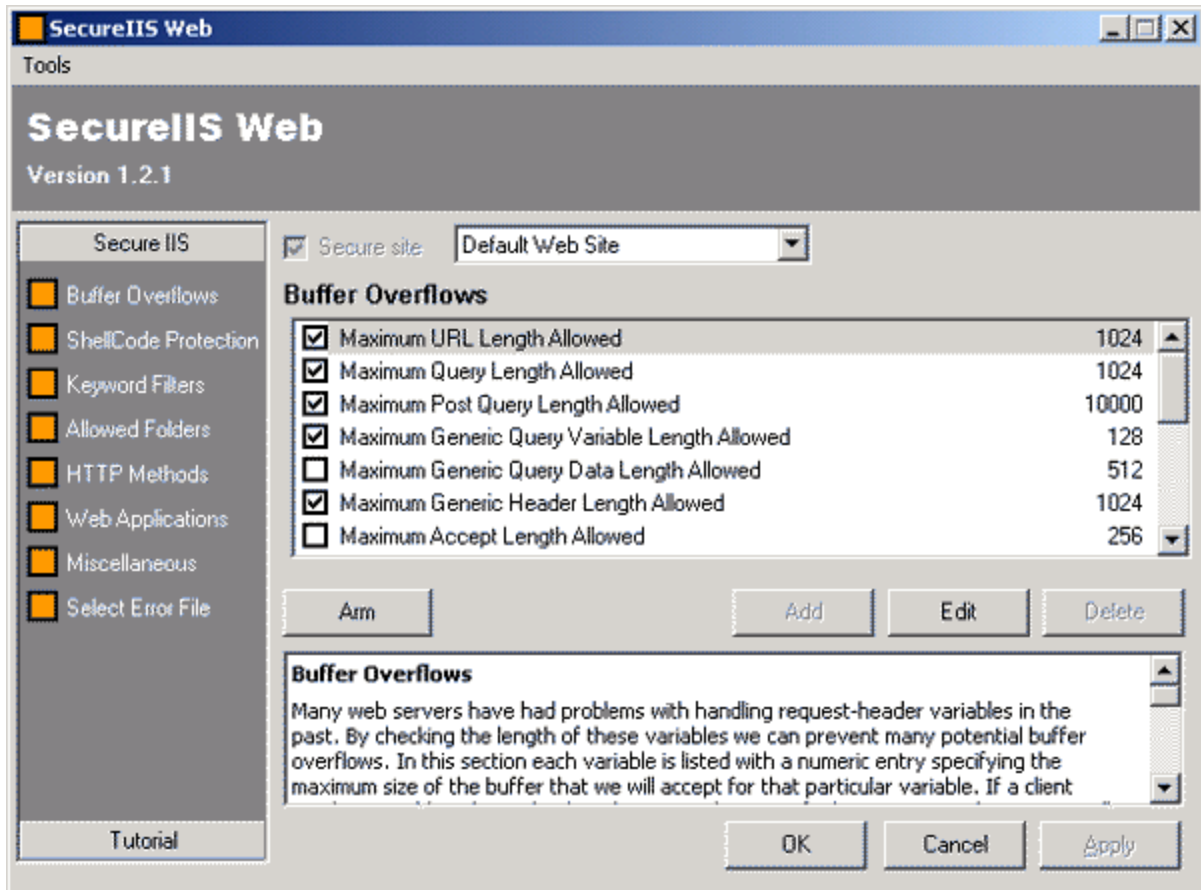 SecureIIS Web
Tools
SecureIIS Web
Version 1.2.1
Secure IIS
Buffer Overflows
ShellCode Protection
Keyword Filters
Allowed Folders
HTTP Methods
Web Applications
Miscellaneous
Select Error File
Tutorial
Secure site
Default Web Site
Buffer Overflows
Maximum URL Length Allowed 1024
Maximum Query Length Allowed 1024
Maximum Post Query Length Allowed 10000
Maximum Generic Query Variable Length Allowed 128
Maximum Generic Query Data Length Allowed 512
Maximum Generic Header Length Allowed 1024
Maximum Accept Length Allowed 256
Arm Add Edit Delete
Buffer Overflows
Many web servers have had problems with handling request-header variables in the
past. By checking the length of these variables we can prevent many potential buffer
overflows. In this section each variable is listed with a numeric entry specifying the
maximum size of the buffer that we will accept for that particular variable. If a client
OK Cancel Apply